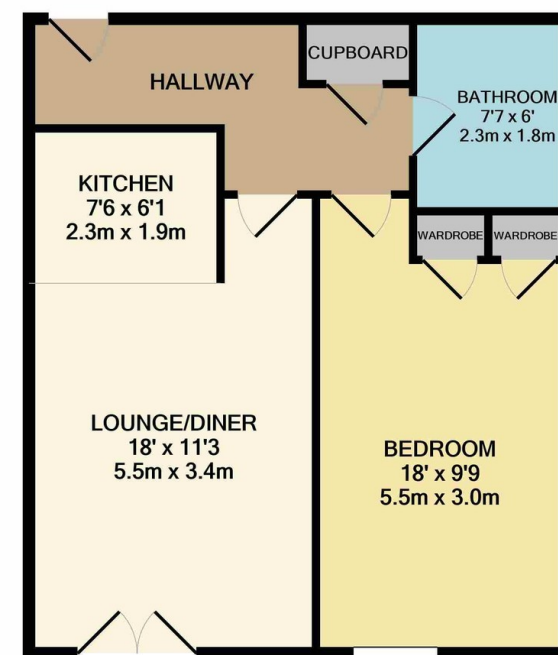 CUPBOARD
HALLWAY
BATHROOM
7'7 x 6'
2.3m x 1.8m
KITCHEN
7'6 x 6'1
2.3m x 1.9m
WARDROBE
WARDROBE
LOUNGE/DINER
18' x 11'3
5.5m x 3.4m
BEDROOM
18' x 9'9
5.5m x 3.0m